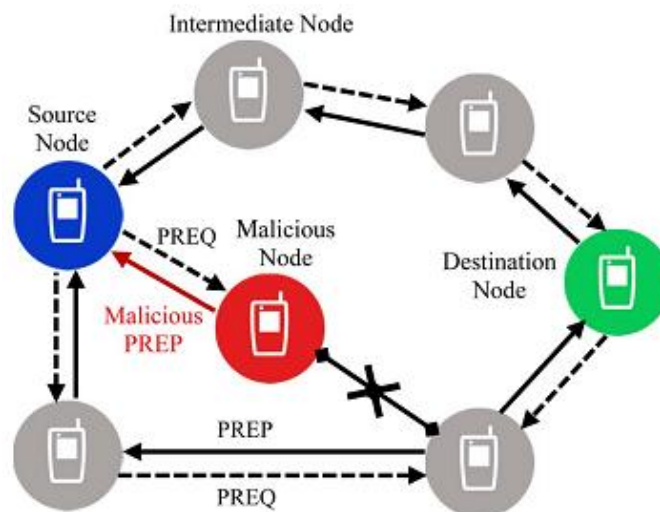 Intermediate Node
Source
Node
PREQ
Malicious
Node
Destination
Node
Malicious
PREP
PREP
PREQ